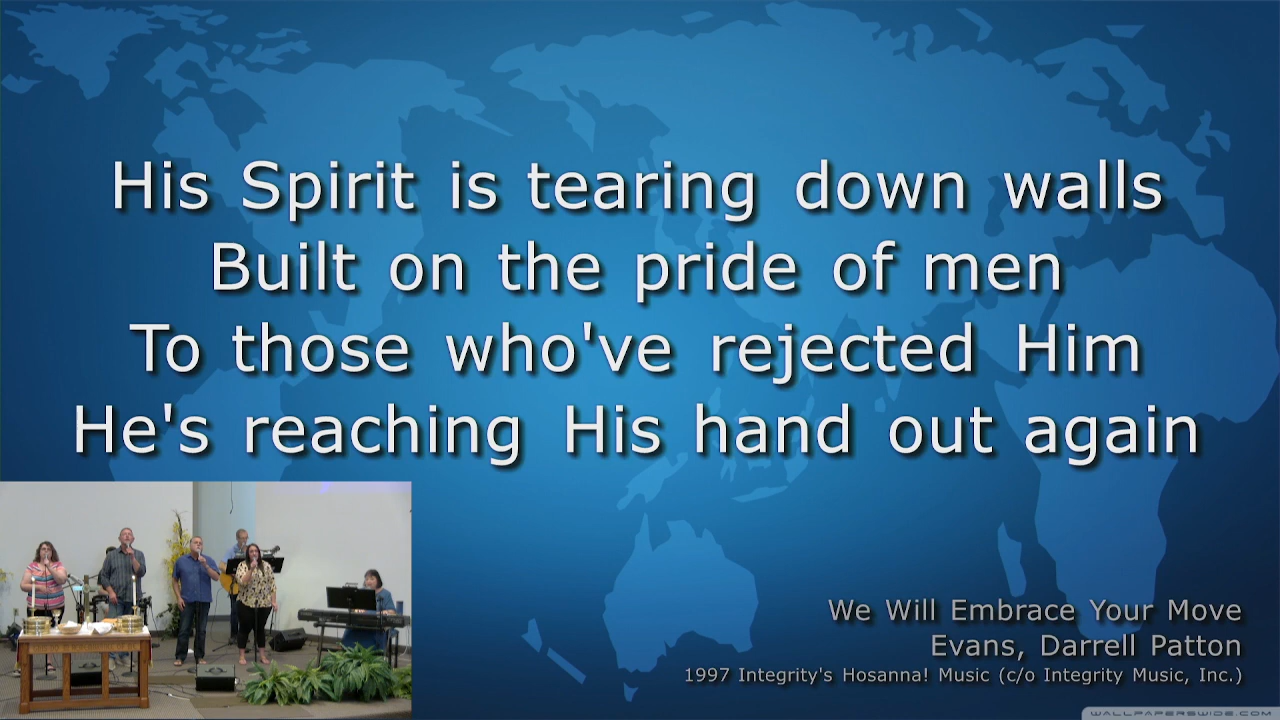 His Spirit is tearing down walls
Built on the pride of men
To those who've rejected Him
He's reaching His hand out again
We Will Embrace Your Move
Evans, Darrell Patton
1997 Integrity's Hosanna! Music (c/o Integrity Music, Inc.)
WALLPAPERSWIDE.COM